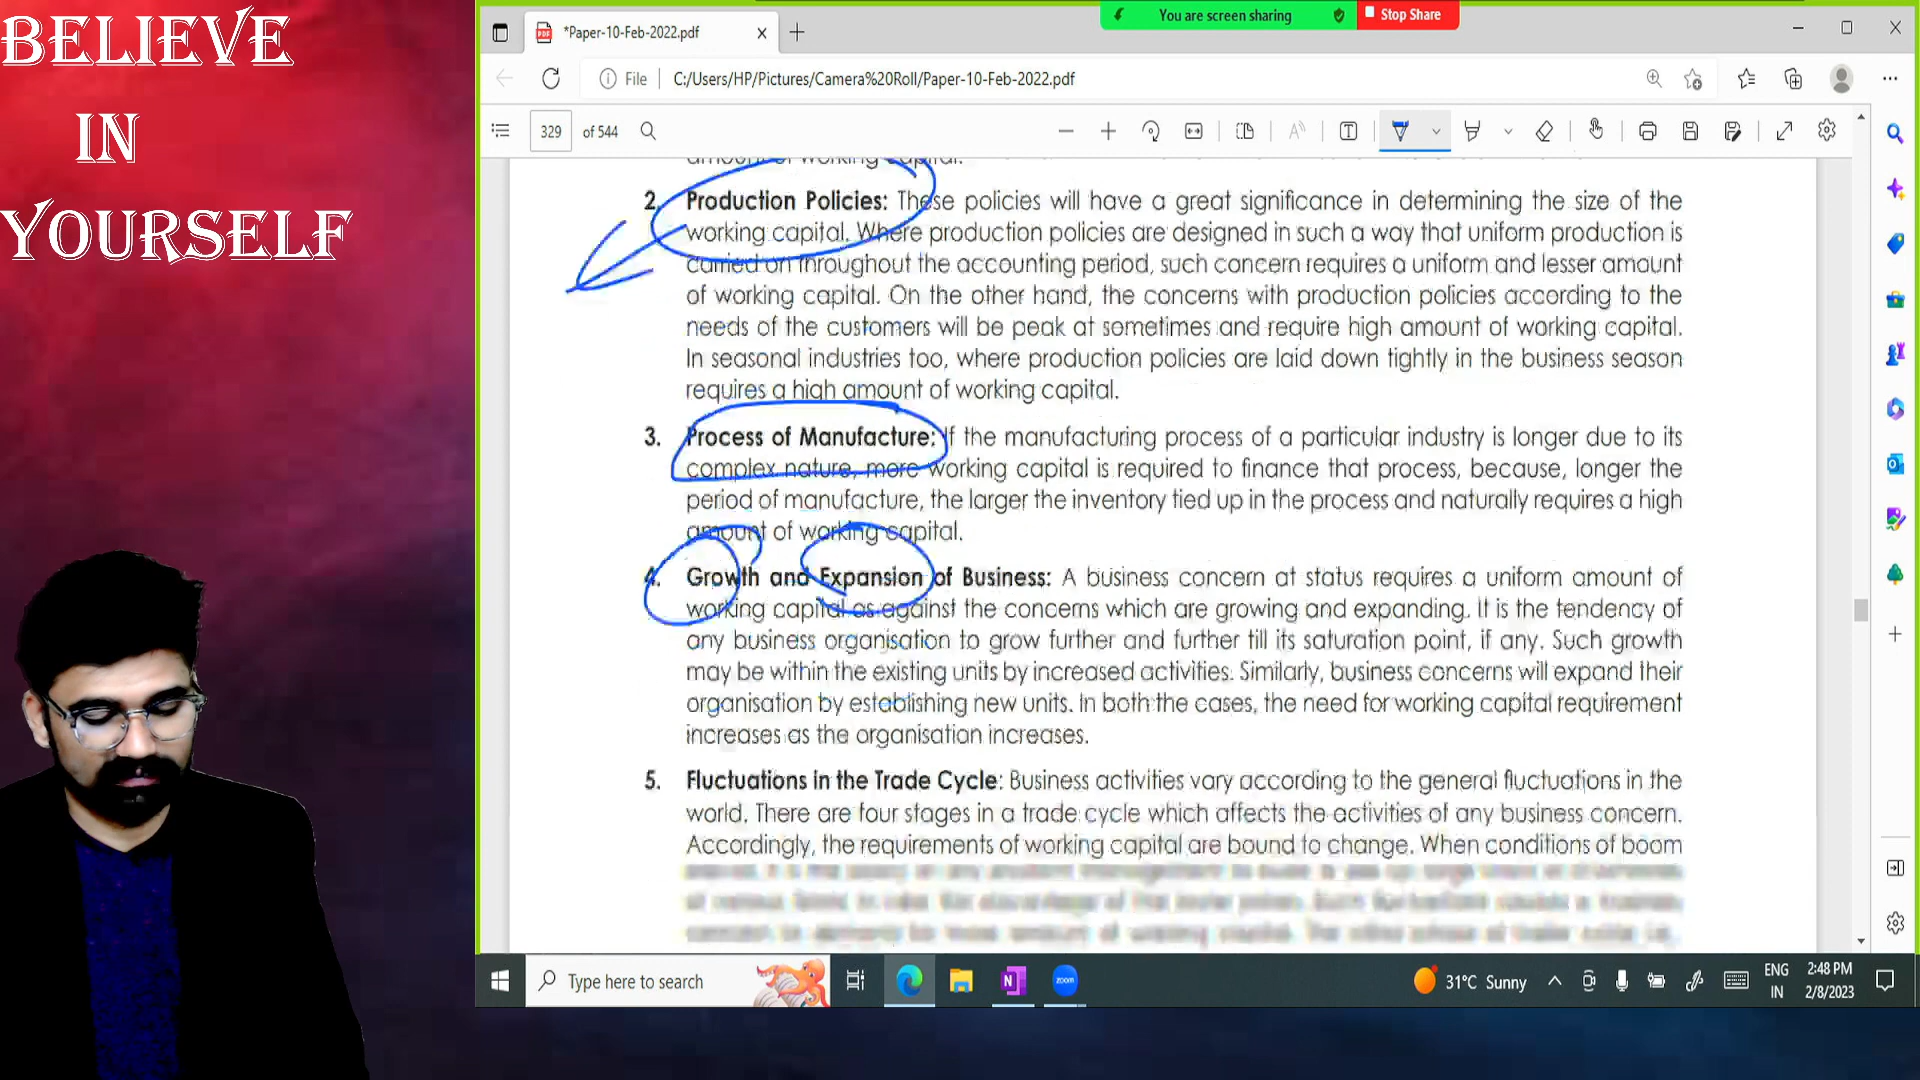 BELIEVE
IN
YOURSELF
You are screen sharing
Stop Share
*Paper-10-Feb-2022.pdf
File
C:/Users/HP/Pictures/Camera%20Roll/Paper-10-Feb-2022.pdf
329 of 544
amount of working capital.
2. Production Policies: These policies will have a great significance in determining the size of the
working capital. Where production policies are designed in such a way that uniform production is
carried on throughout the accounting period, such concern requires a uniform and lesser amount
of working capital. On the other hand, the concerns with production policies according to the
needs of the customers will be peak at sometimes and require high amount of working capital.
In seasonal industries too, where production policies are laid down tightly in the business season
requires a high amount of working capital.
3. Process of Manufacture: If the manufacturing process of a particular industry is longer due to its
complex nature, more working capital is required to finance that process, because, longer the
period of manufacture, the larger the inventory tied up in the process and naturally requires a high
amount of working capital.
4. Growth and Expansion of Business: A business concern at status requires a uniform amount of
working capital as against the concerns which are growing and expanding. It is the tendency of
any business organisation to grow further and further till its saturation point, if any. Such growth
may be within the existing units by increased activities. Similarly, business concerns will expand their
organisation by establishing new units. In both the cases, the need for working capital requirement
increases as the organisation increases.
5. Fluctuations in the Trade Cycle: Business activities vary according to the general fluctuations in the
world. There are four stages in a trade cycle which affects the activities of any business concern.
Accordingly, the requirements of working capital are bound to change. When conditions of boom
Type here to search
zoom
31°C Sunny
ENG
IN
2:48 PM
2/8/2023